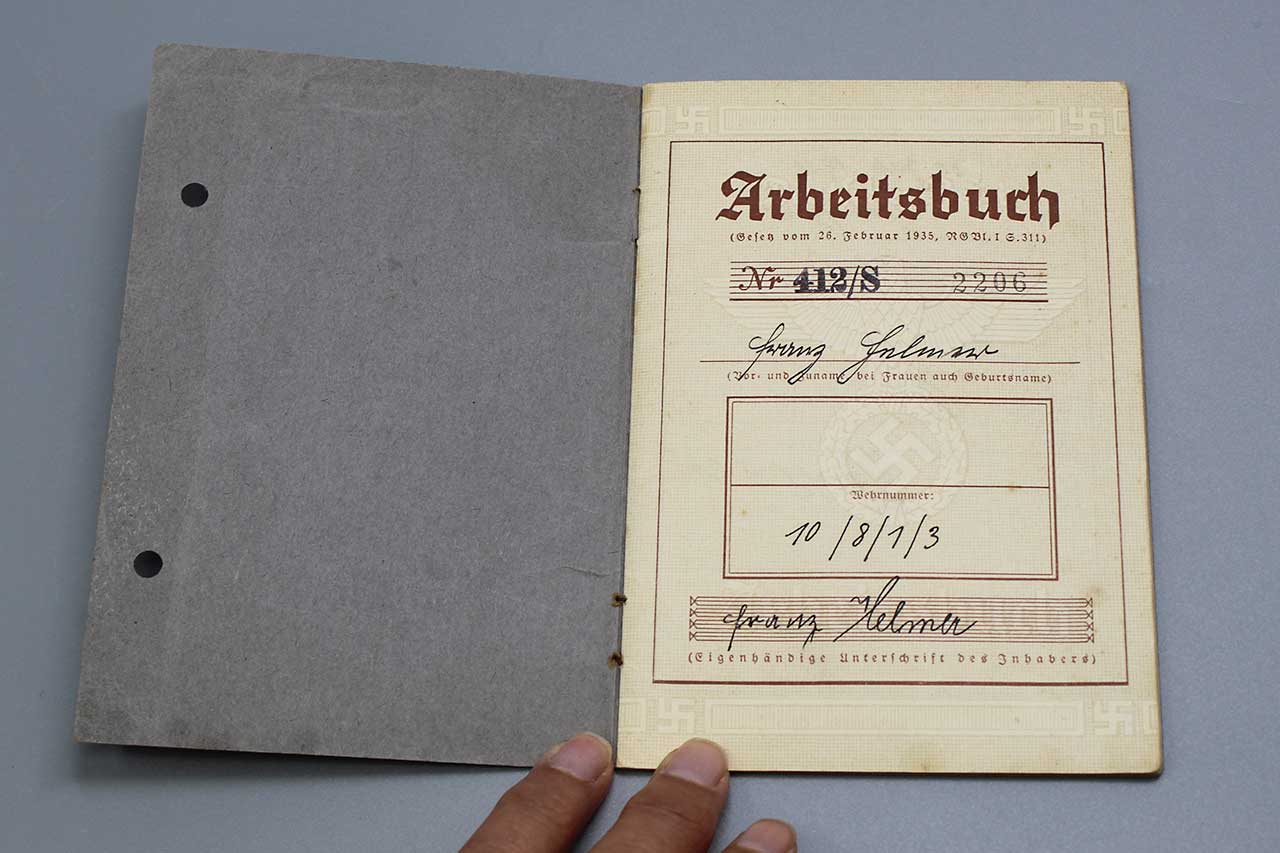 Arbeitsbuch
(Gesetz vom 26. Februar 1935, RGBl. I S. 311)
Nr 412/S 2206
Franz Helmer
(Vor- und Zuname, bei Frauen auch Geburtsname)
Wehrnummer:
10/8/1/3
Franz Helmer
(Eigenhändige Unterschrift des Inhabers)